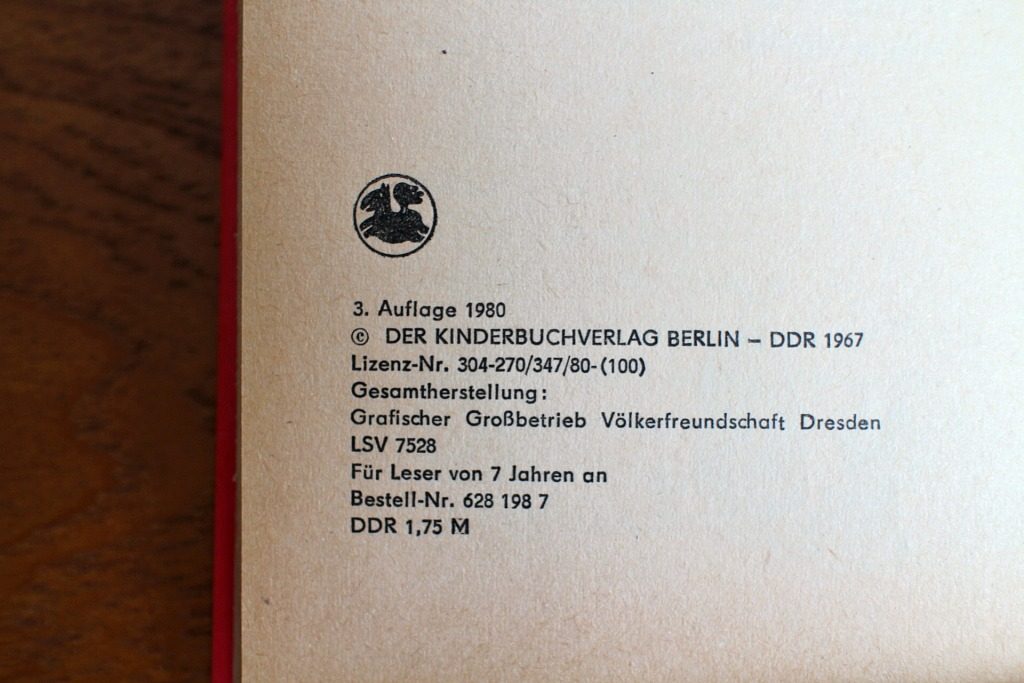 3. Auflage 1980
© DER KINDERBUCHVERLAG BERLIN – DDR 1967
Lizenz-Nr. 304-270/347/80-(100)
Gesamtherstellung:
Grafischer Großbetrieb Völkerfreundschaft Dresden
LSV 7528
Für Leser von 7 Jahren an
Bestell-Nr. 628 198 7
DDR 1,75 M